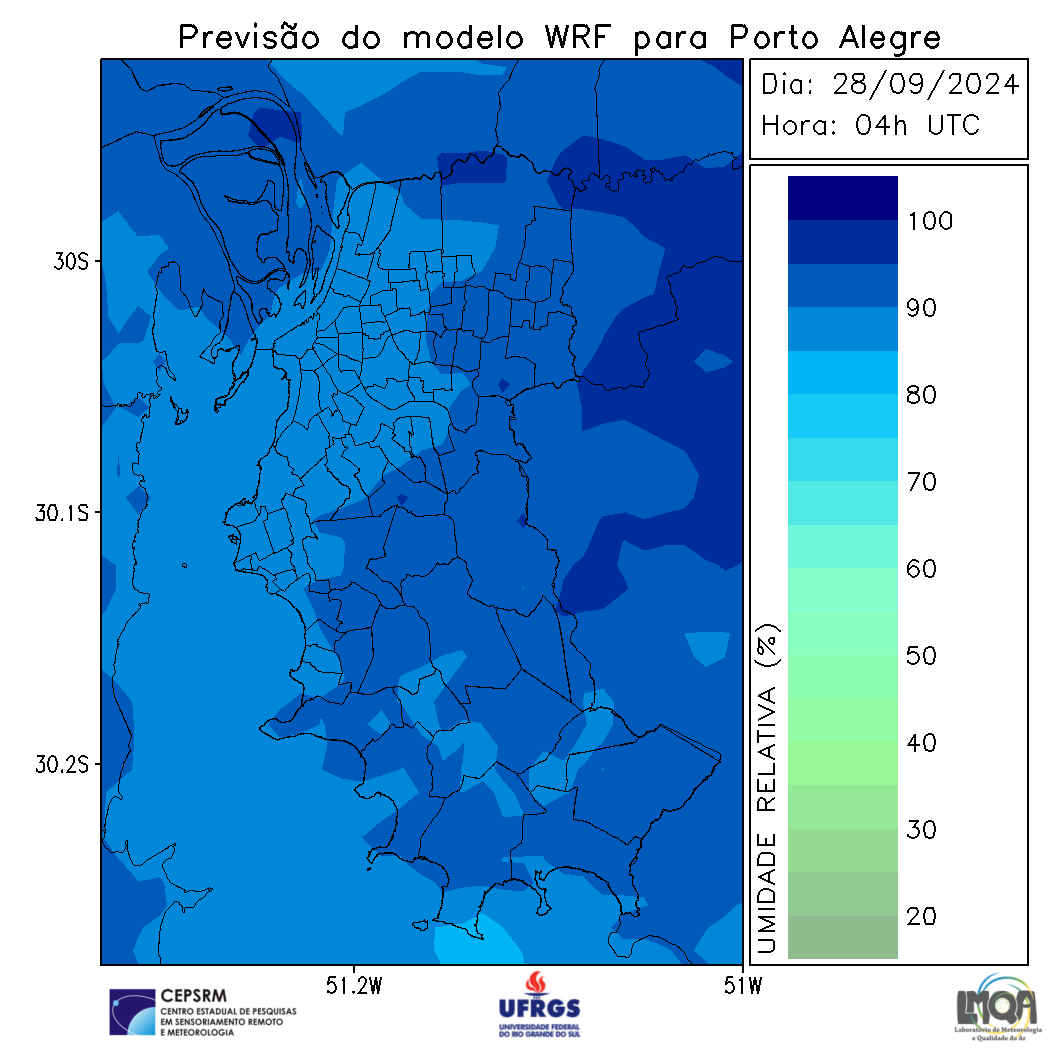 Previsão do modelo WRF para Porto Alegre
Dia: 28/09/2024
Hora: 04h UTC
30S
30.1S
30.2S
51.2W
51W
UMIDADE RELATIVA (%)
100
90
80
70
60
50
40
30
20
CEPSRM
CENTRO ESTADUAL DE PESQUISAS
EM SENSORIAMENTO REMOTO
E METEOROLOGIA
UFRGS
UNIVERSIDADE FEDERAL
DO RIO GRANDE DO SUL
LMQA
Laboratório de Meteorologia
e Qualidade do Ar